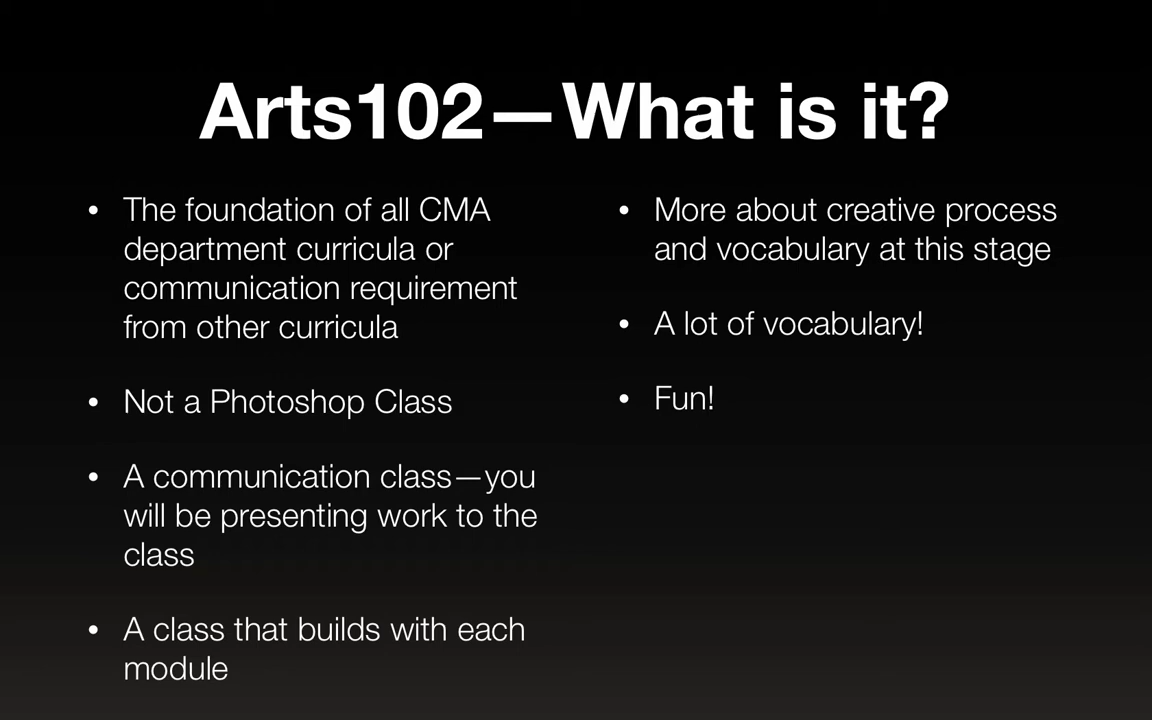 Arts102—What is it?
• The foundation of all CMA
department curricula or
communication requirement
from other curricula
• Not a Photoshop Class
• A communication class—you
will be presenting work to the
class
• A class that builds with each
module
• More about creative process
and vocabulary at this stage
• A lot of vocabulary!
• Fun!